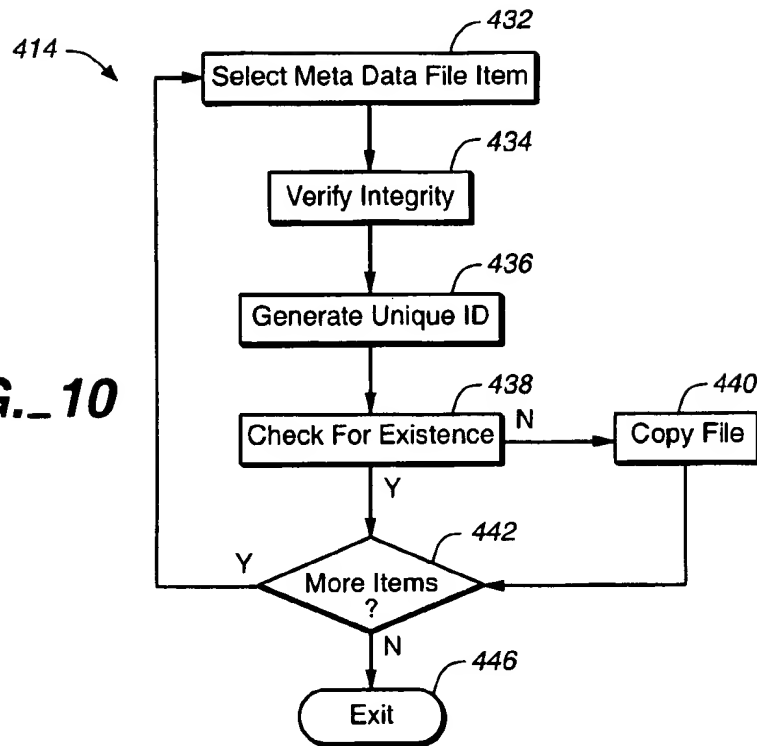 432
414
Select Meta Data File Item
434
Verify Integrity
436
Generate Unique ID
G._10
438
440
Check For Existence
N
Copy File
Y
442
Y
More Items
?
N
446
Exit